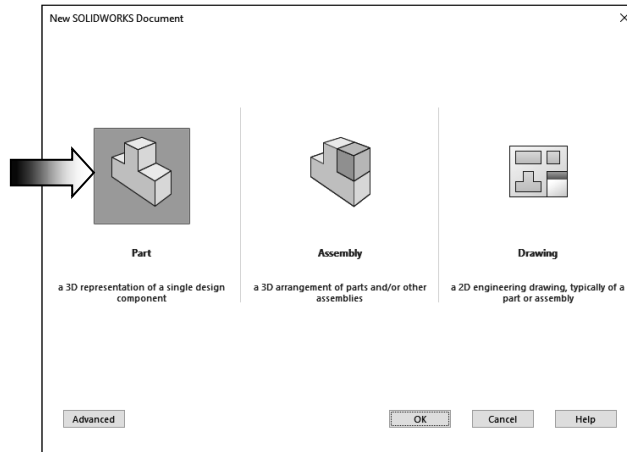 New SOLIDWORKS Document
Part
Assembly
Drawing
a 3D representation of a single design
component
a 3D arrangement of parts and/or other
assemblies
a 2D engineering drawing, typically of a
part or assembly
Advanced
OK
Cancel
Help